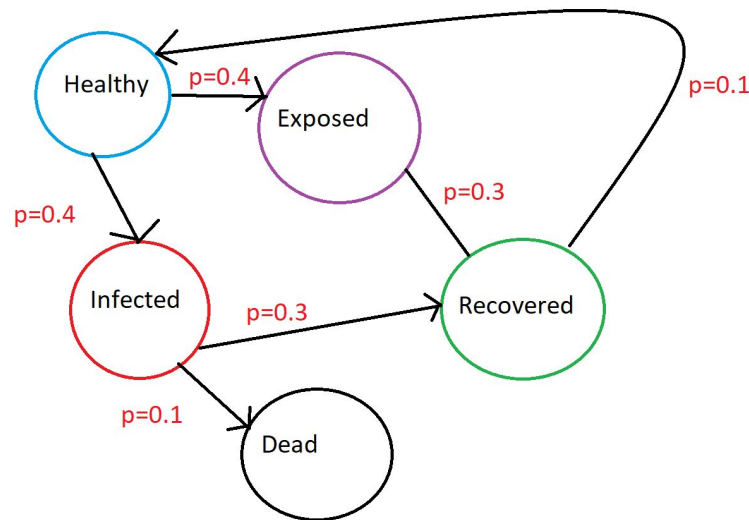 Healthy
p=0.4
Exposed
p=0.1
p=0.3
p=0.4
Infected
p=0.3
Recovered
p=0.1
Dead